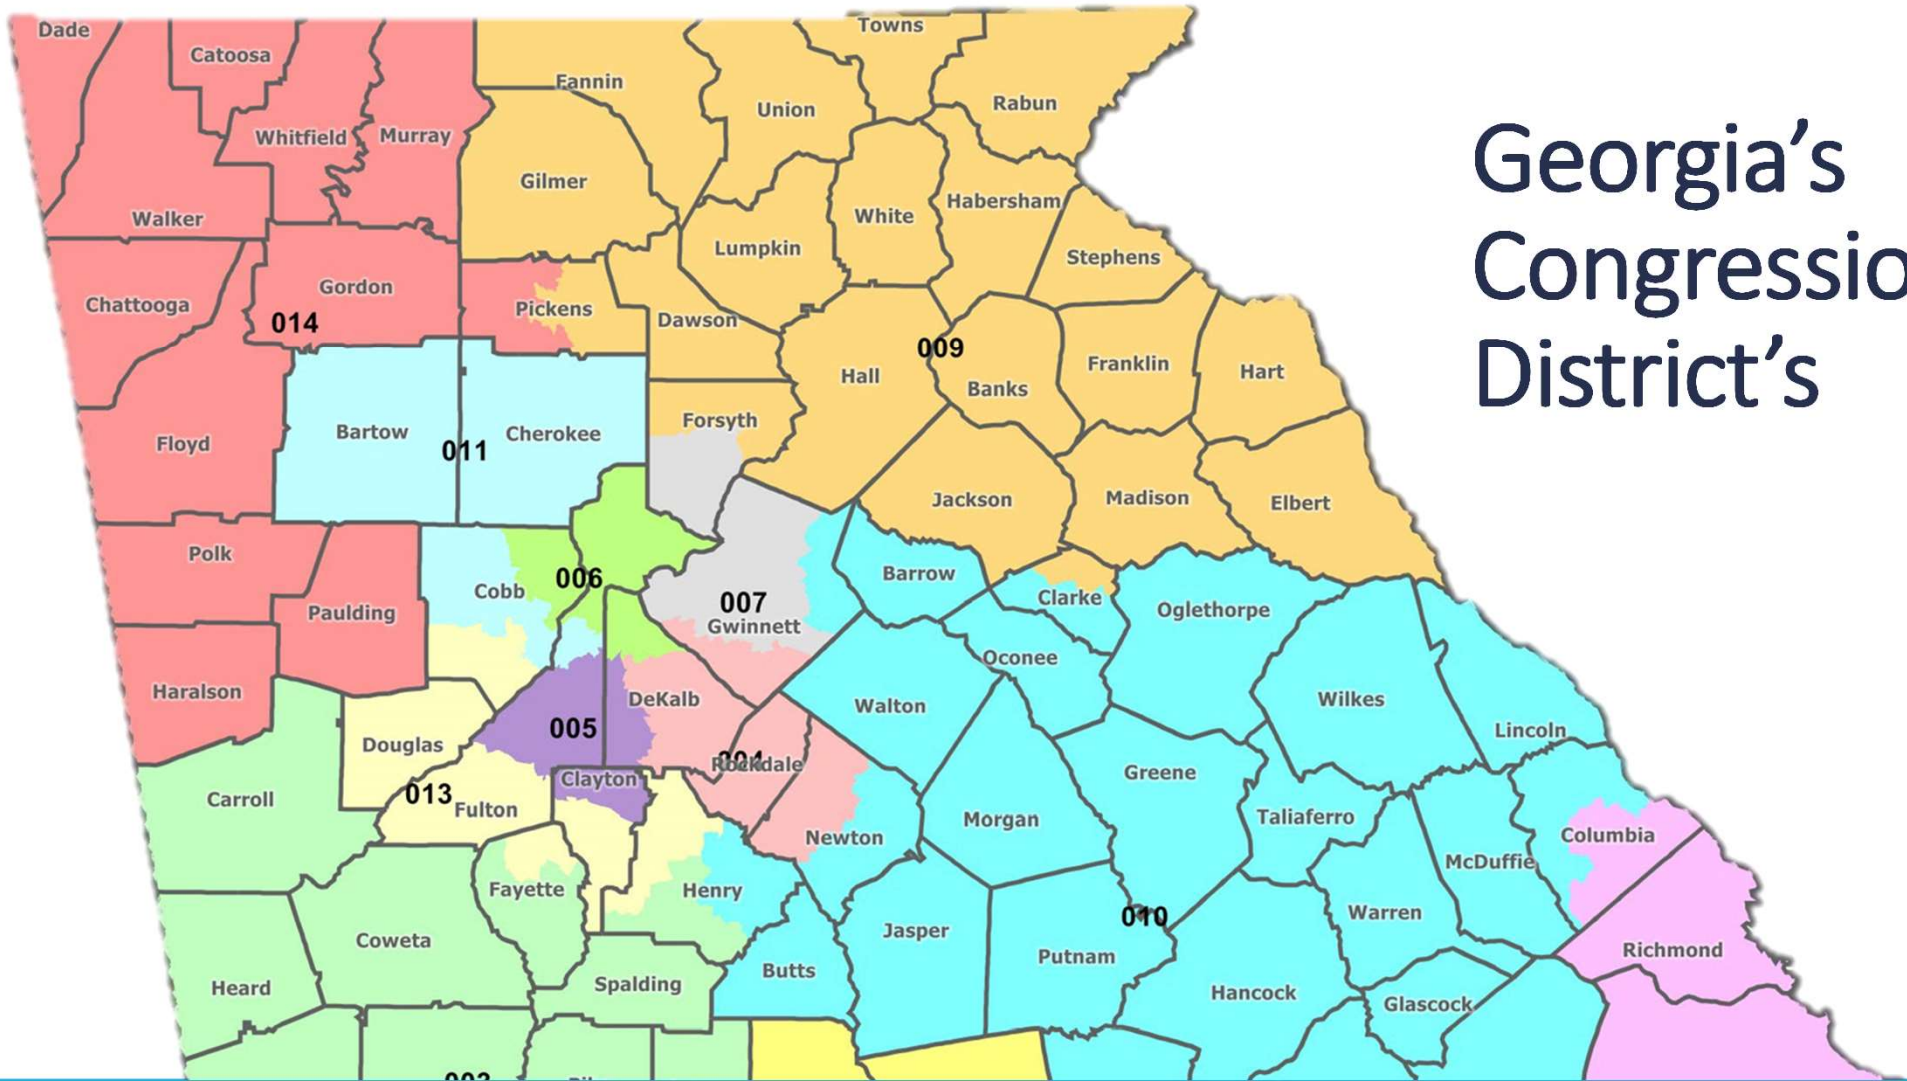 Georgia's
Congressio
District's
Dade
Catoosa
Towns
Fannin
Union
Rabun
Whitfield
Murray
Gilmer
Walker
White
Habersham
Lumpkin
Stephens
Chattooga
Gordon
014
Pickens
Dawson
009
Hall
Banks
Franklin
Hart
Forsyth
Floyd
Bartow
011
Cherokee
Jackson
Madison
Elbert
Polk
Cobb
006
007
Gwinnett
Barrow
Clarke
Oglethorpe
Paulding
Oconee
Haralson
DeKalb
Walton
Wilkes
Lincoln
Douglas
005
Rockdale
Clayton
Greene
Carroll
013
Fulton
Newton
Morgan
Taliaferro
Columbia
McDuffie
Fayette
Henry
Warren
010
Jasper
Coweta
Putnam
Richmond
Butts
Heard
Spalding
Hancock
Glascock